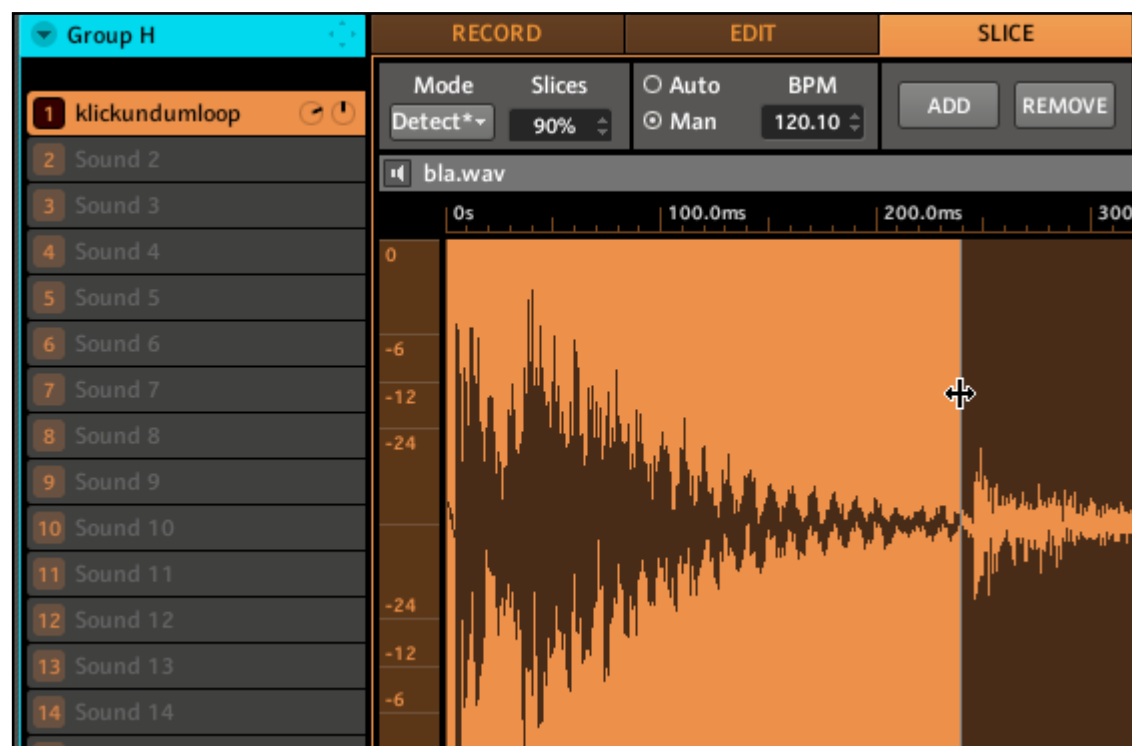 Group H
1 klickundumloop
2 Sound 2
3 Sound 3
4 Sound 4
5 Sound 5
6 Sound 6
7 Sound 7
8 Sound 8
9 Sound 9
10 Sound 10
11 Sound 11
12 Sound 12
13 Sound 13
14 Sound 14
RECORD EDIT SLICE
Mode Slices Auto BPM
Detect* 90% Man 120.10 ADD REMOVE
bla.wav
0s 100.0ms 200.0ms 300
0
-6
-12
-24
-24
-12
-6